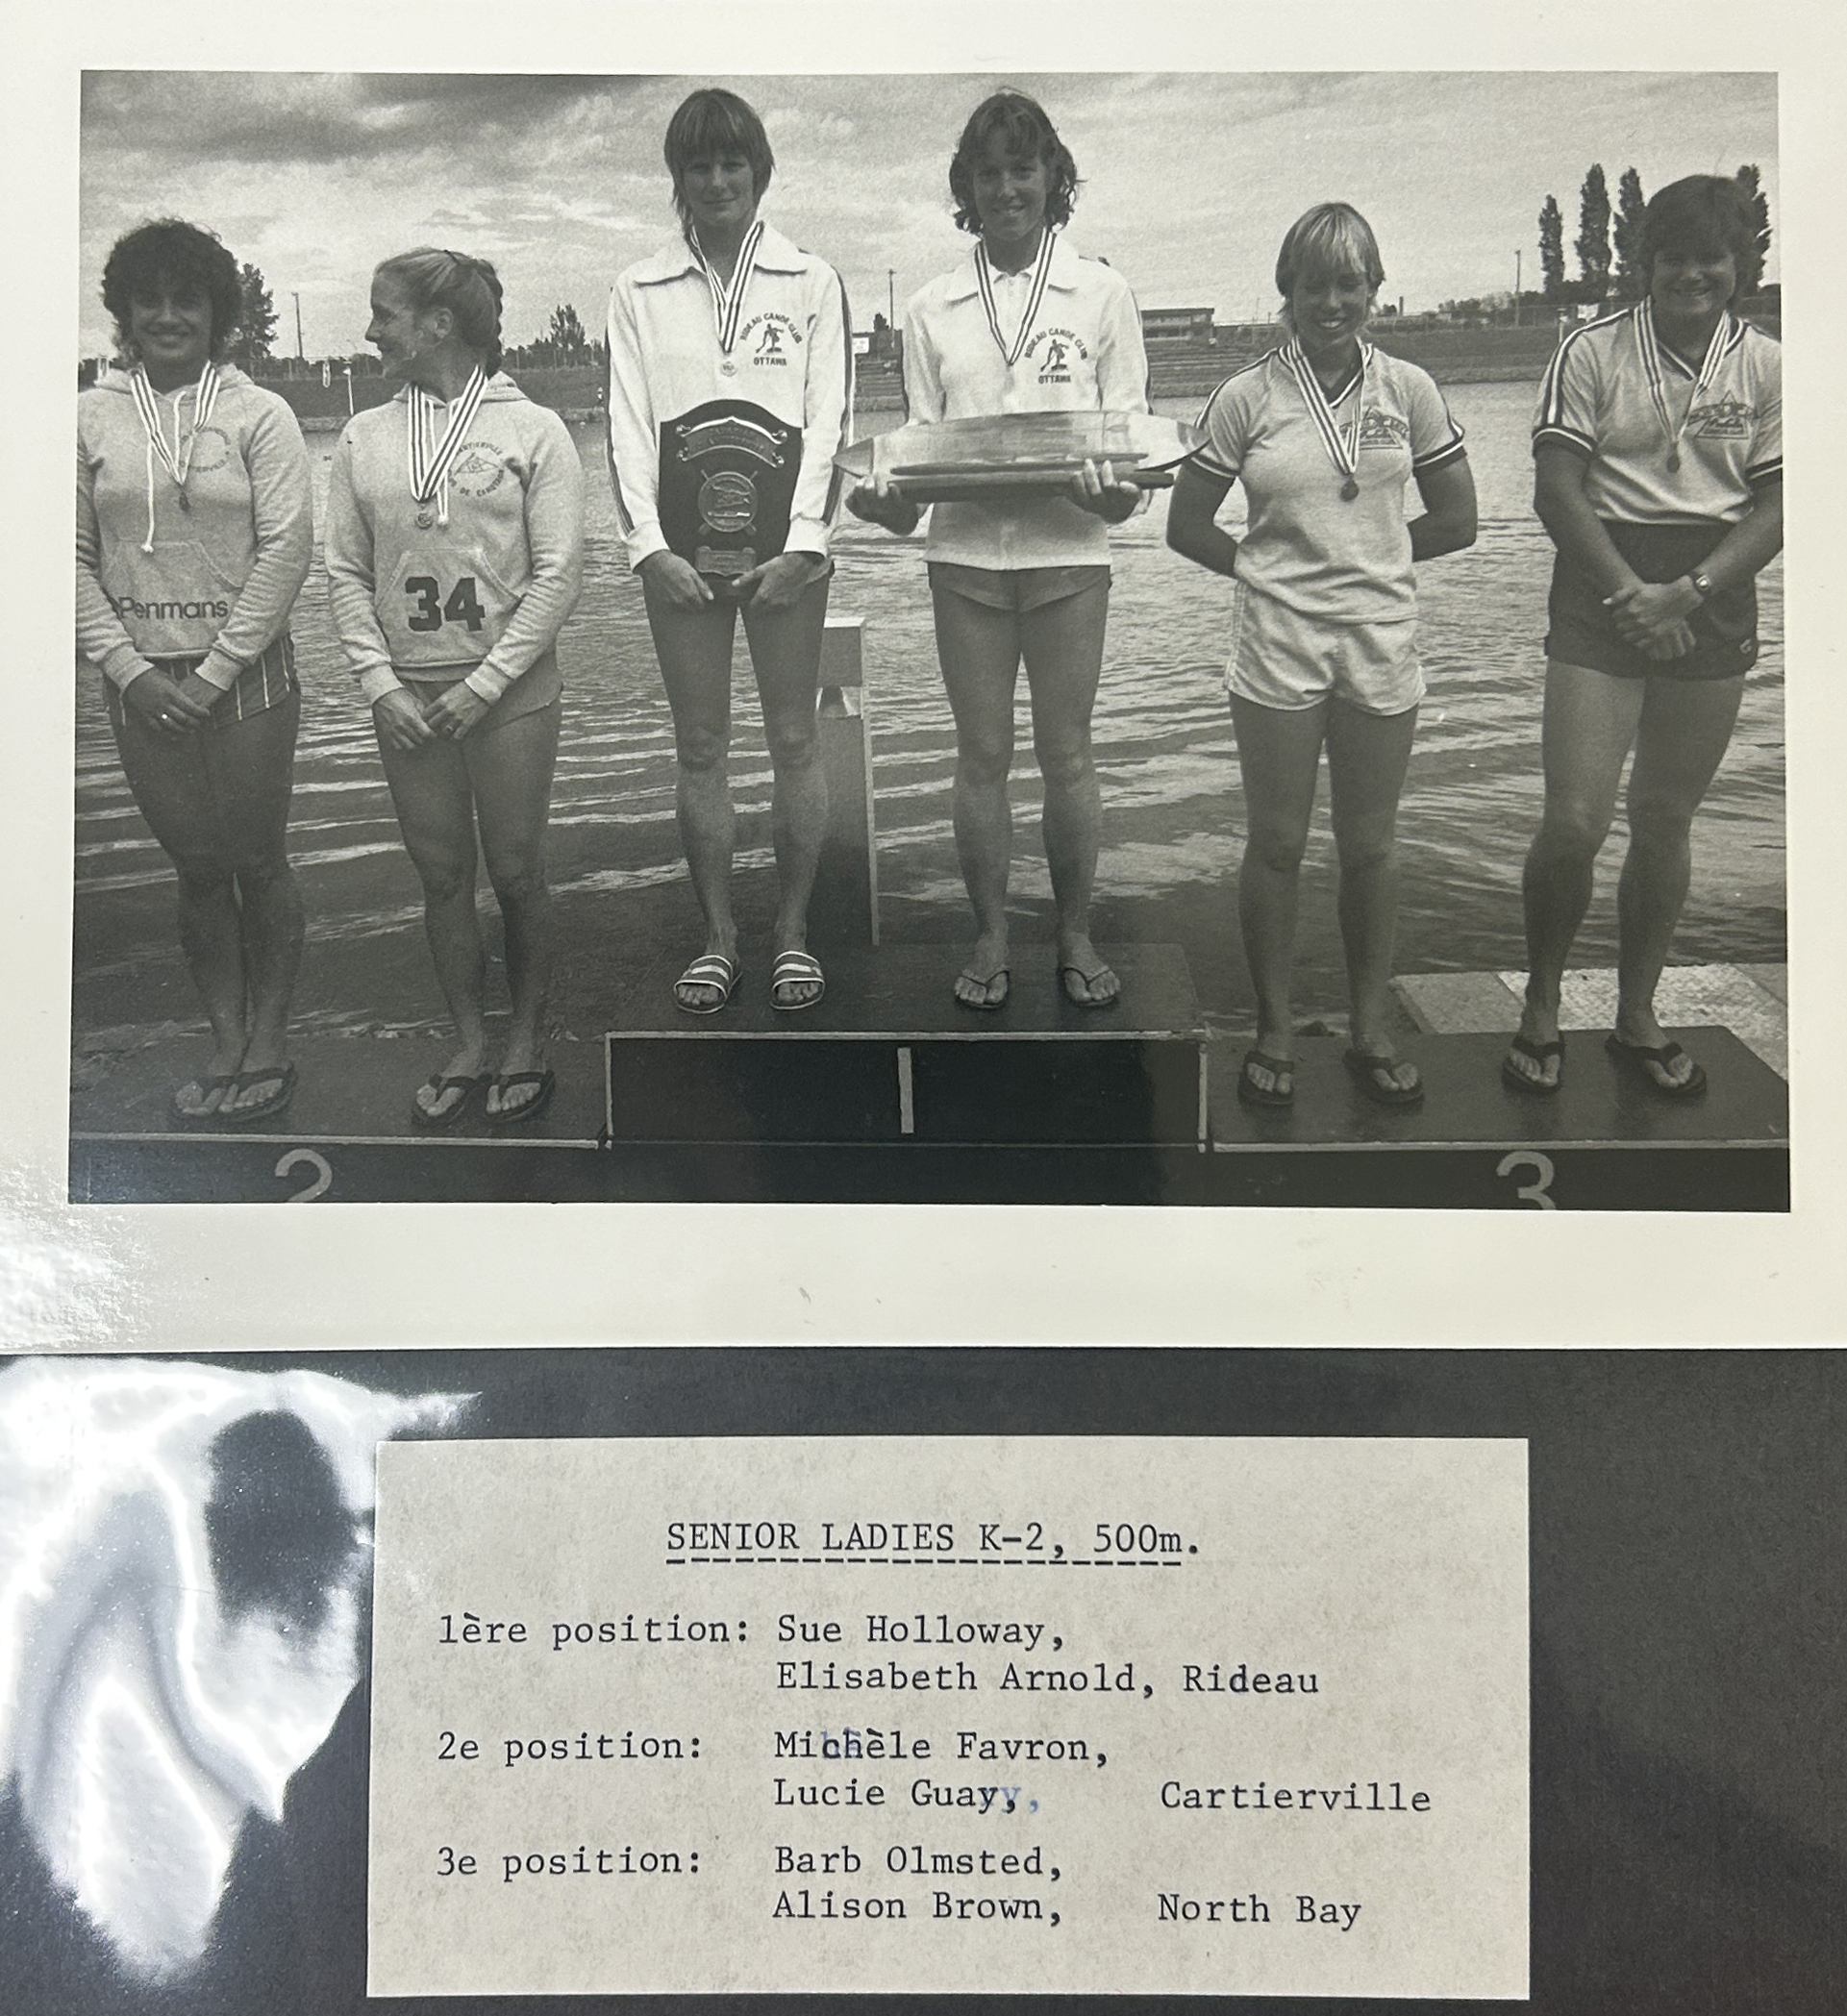 RIDEAU CANOE CLUB
OTTAWA
RIDEAU CANOE CLUB
OTTAWA
CARTIERVILLE
Penmans
34
1
2
3
SENIOR LADIES K-2, 500m.
1ère position: Sue Holloway,
Elisabeth Arnold, Rideau
2e position: Michèle Favron,
Lucie Guay, Cartierville
3e position: Barb Olmsted,
Alison Brown, North Bay